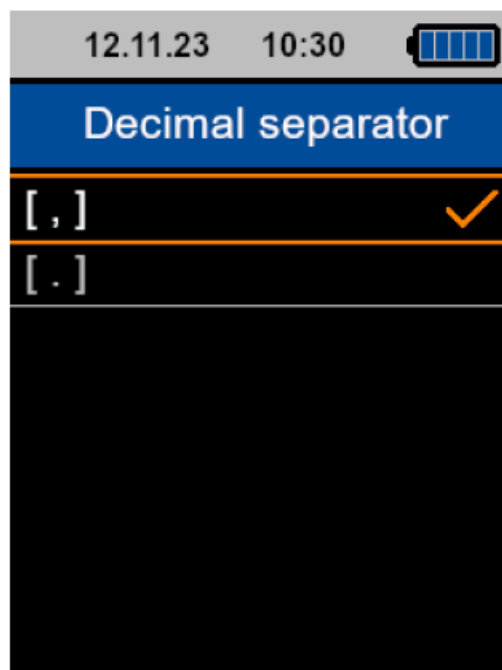 12.11.23 10:30
Decimal separator
[ , ]
[ . ]